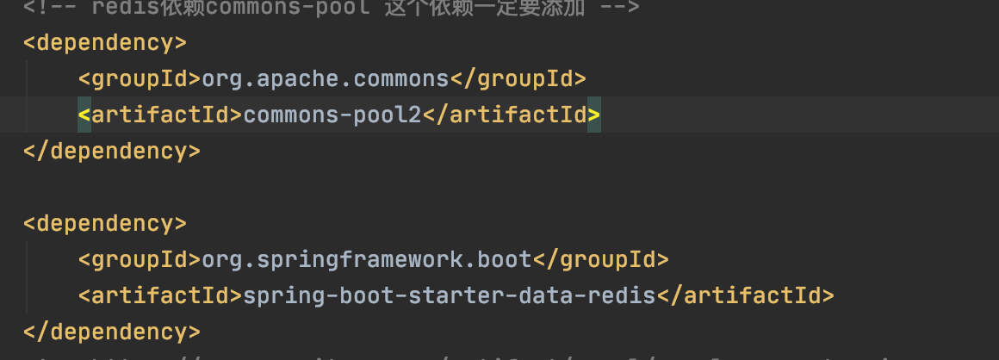 <!-- redis依赖commons-pool 这个依赖一定要添加 -->
<dependency>
<groupId>org.apache.commons</groupId>
<artifactId>commons-pool2</artifactId>
</dependency>
<dependency>
<groupId>org.springframework.boot</groupId>
<artifactId>spring-boot-starter-data-redis</artifactId>
</dependency>